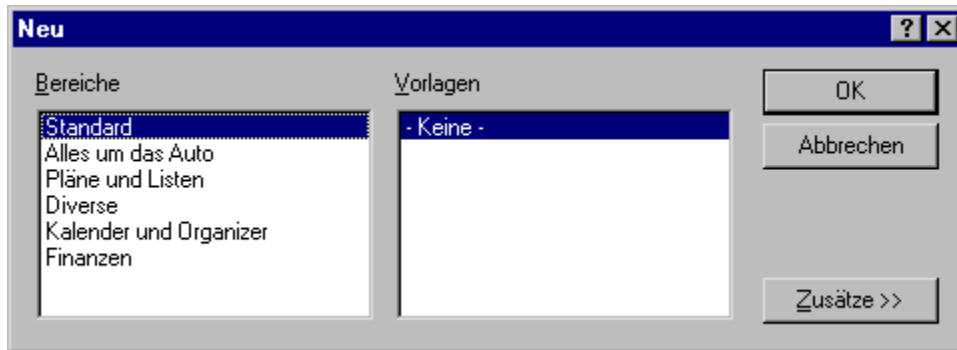 Neu
Bereiche
Standard
Alles um das Auto
Pläne und Listen
Diverse
Kalender und Organizer
Finanzen
Vorlagen
- Keine -
OK
Abbrechen
Zusätze >>